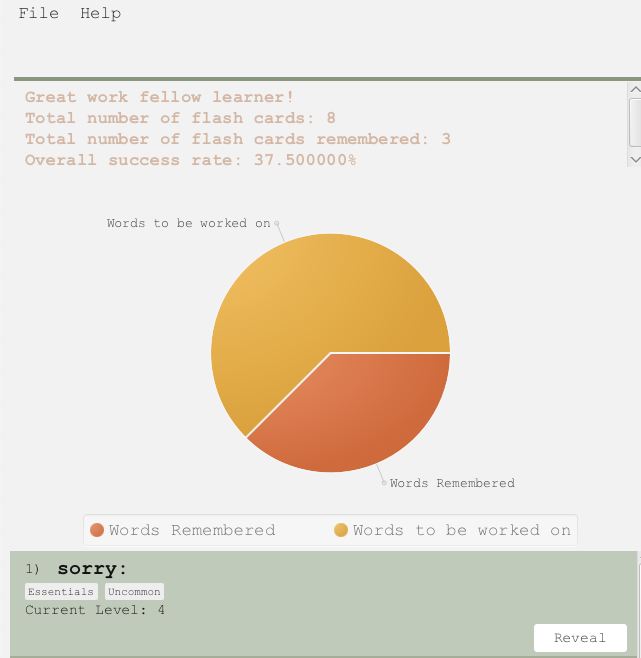 File Help
Great work fellow learner!
Total number of flash cards: 8
Total number of flash cards remembered: 3
Overall success rate: 37.500000%
Words to be worked on
Words Remembered
Words Remembered Words to be worked on
1) sorry:
Essentials Uncommon
Current Level: 4
Reveal